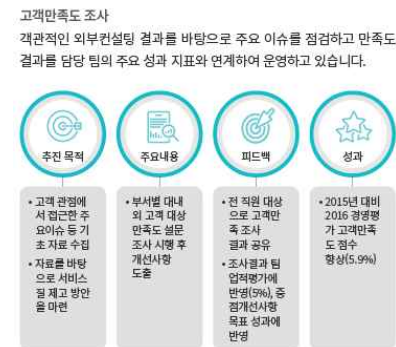 고객만족도 조사
객관적인 외부컨설팅 결과를 바탕으로 주요 이슈를 점검하고 만족도
결과를 담당 팀의 주요 성과 지표와 연계하여 운영하고 있습니다.
추진 목적
• 고객 관점에
서 접근한 주
요이슈 등 기
초 자료 수집
• 자료를 바탕
으로 서비스
질 제고 방안
을 마련
주요내용
• 부서별 대내
외 고객 대상
만족도 설문
조사 시행 후
개선사항
도출
피드백
• 전 직원 대상
으로 고객만
족 조사
결과 공유
• 조사결과 팀
업적평가에
반영(5%), 중
점개선사항
목표 성과에
반영
성과
• 2015년 대비
2016 경영평
가 고객만족
도 점수
향상(5.9%)